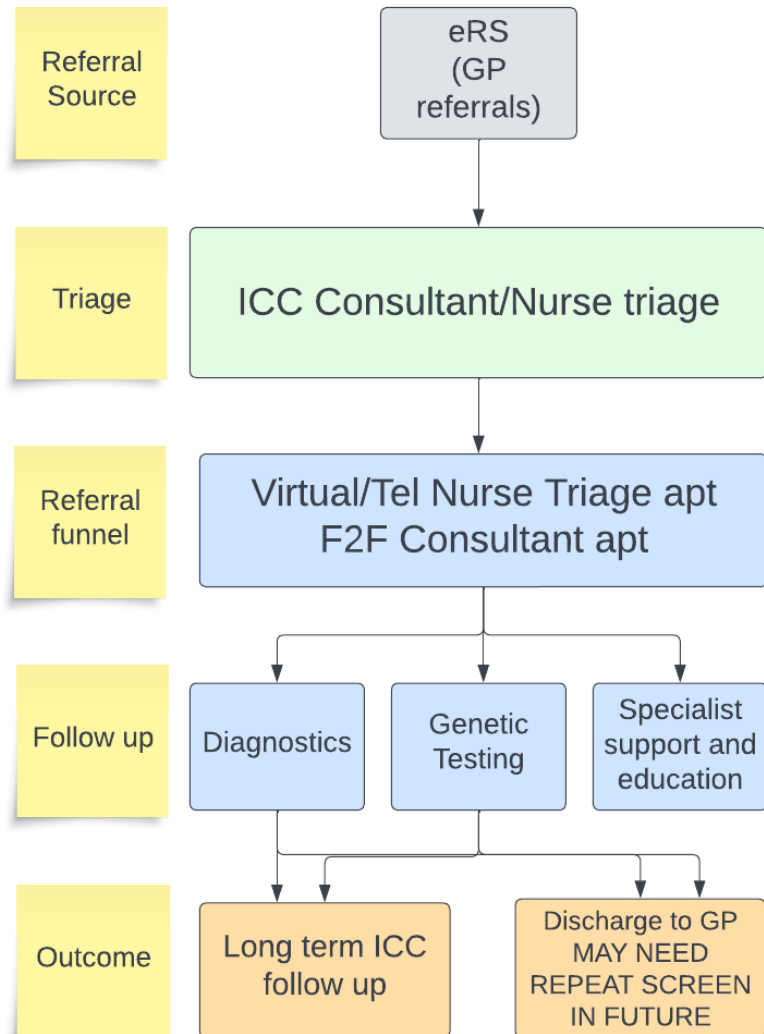 Referral
Source
eRS
(GP
referrals)
Triage
ICC Consultant/Nurse triage
Referral
funnel
Virtual/Tel Nurse Triage apt
F2F Consultant apt
Follow up
Diagnostics
Genetic
Testing
Specialist
support and
education
Outcome
Long term ICC
follow up
Discharge to GP
MAY NEED
REPEAT SCREEN
IN FUTURE